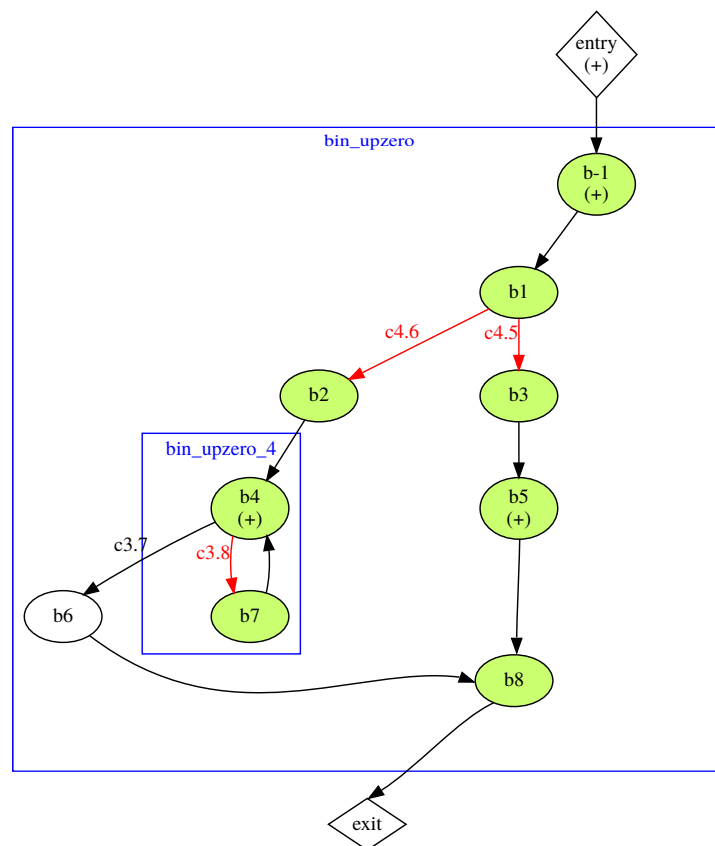 entry
(+)
bin_upzero
b-1
(+)
b1
c4.6
c4.5
b2
b3
bin_upzero_4
b4
(+)
b5
(+)
c3.7
c3.8
b6
b7
b8
exit